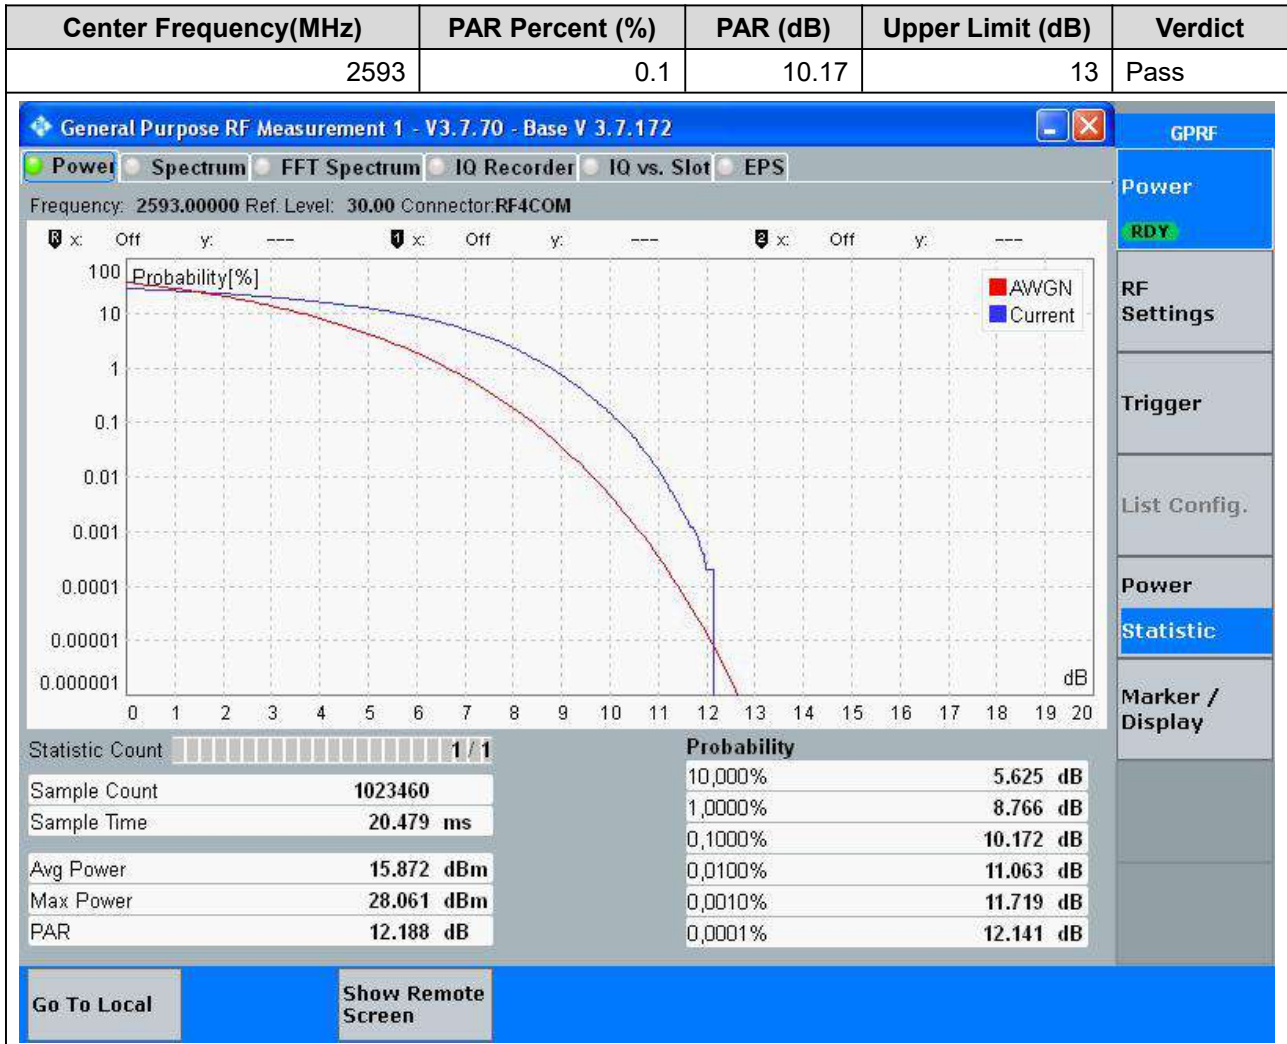 Center Frequency(MHz) PAR Percent (%) PAR (dB) Upper Limit (dB) Verdict
2593 0.1 10.17 13 Pass
General Purpose RF Measurement 1 - V3.7.70 - Base V 3.7.172
GPRF
Power Spectrum FFT Spectrum IQ Recorder IQ vs. Slot EPS
Frequency: 2593.00000 Ref. Level: 30.00 Connector:RF4COM
R x: Off y: --- 1 x: Off y: --- 2 x: Off y: ---
Probability[%]
AWGN
Current
100
10
1
0.1
0.01
0.001
0.0001
0.00001
0.000001
dB
0 1 2 3 4 5 6 7 8 9 10 11 12 13 14 15 16 17 18 19 20
Statistic Count 1 / 1
Sample Count 1023460
Sample Time 20.479 ms
Avg Power 15.872 dBm
Max Power 28.061 dBm
PAR 12.188 dB
Probability
10,000% 5.625 dB
1,0000% 8.766 dB
0,1000% 10.172 dB
0,0100% 11.063 dB
0,0010% 11.719 dB
0,0001% 12.141 dB
Power
RDY
RF
Settings
Trigger
List Config.
Power
Statistic
Marker /
Display
Go To Local
Show Remote
Screen